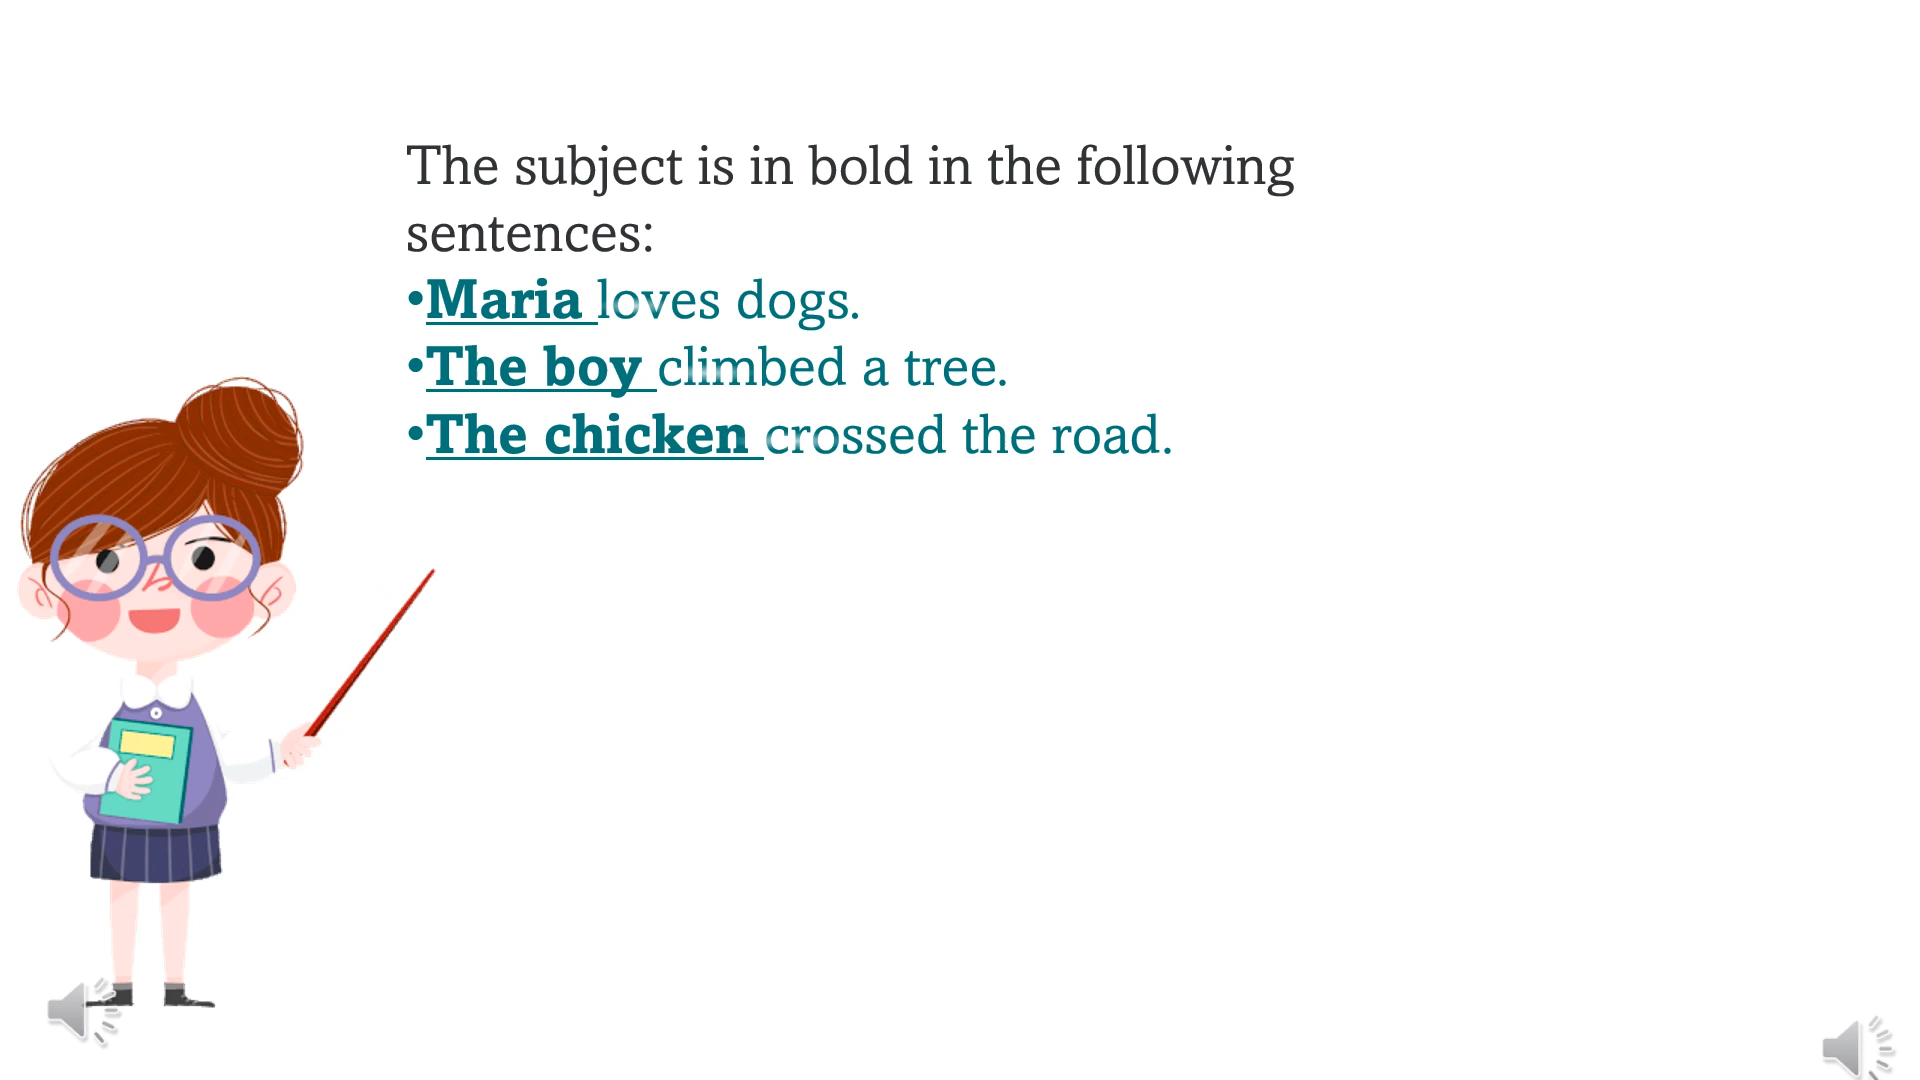 The subject is in bold in the following
sentences:
•Maria loves dogs.
•The boy climbed a tree.
•The chicken crossed the road.